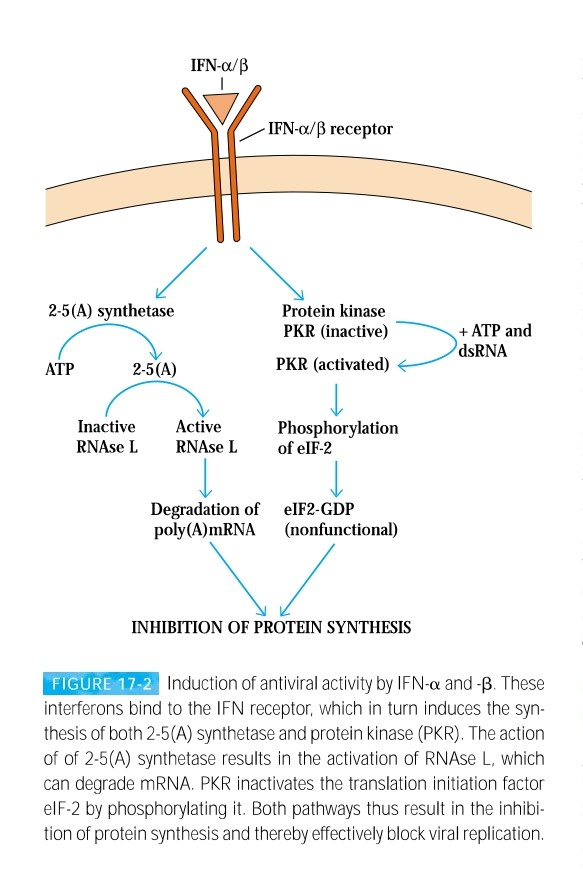 IFN-α/β
IFN-α/β receptor
2-5(A) synthetase
ATP
2-5(A)
Inactive
RNAse L
Active
RNAse L
Degradation of
poly(A)mRNA
Protein kinase
PKR (inactive)
+ ATP and
dsRNA
PKR (activated)
Phosphorylation
of eIF-2
eIF2-GDP
(nonfunctional)
INHIBITION OF PROTEIN SYNTHESIS
FIGURE 17-2 Induction of antiviral activity by IFN-α and -β. These
interferons bind to the IFN receptor, which in turn induces the syn-
thesis of both 2-5(A) synthetase and protein kinase (PKR). The action
of of 2-5(A) synthetase results in the activation of RNAse L, which
can degrade mRNA. PKR inactivates the translation initiation factor
eIF-2 by phosphorylating it. Both pathways thus result in the inhibi-
tion of protein synthesis and thereby effectively block viral replication.